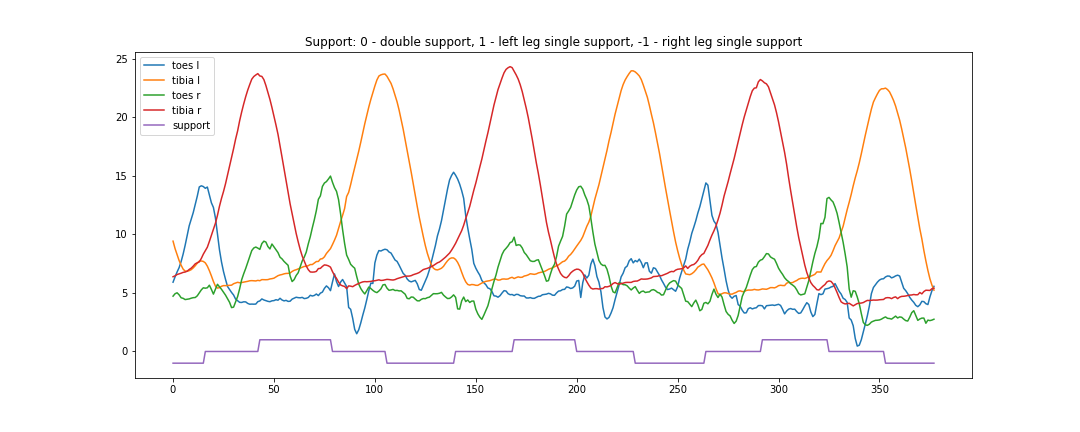 Support: 0 - double support, 1 - left leg single support, -1 - right leg single support
25
20
15
10
5
0
toes l
tibia l
toes r
tibia r
support
0 50 100 150 200 250 300 350